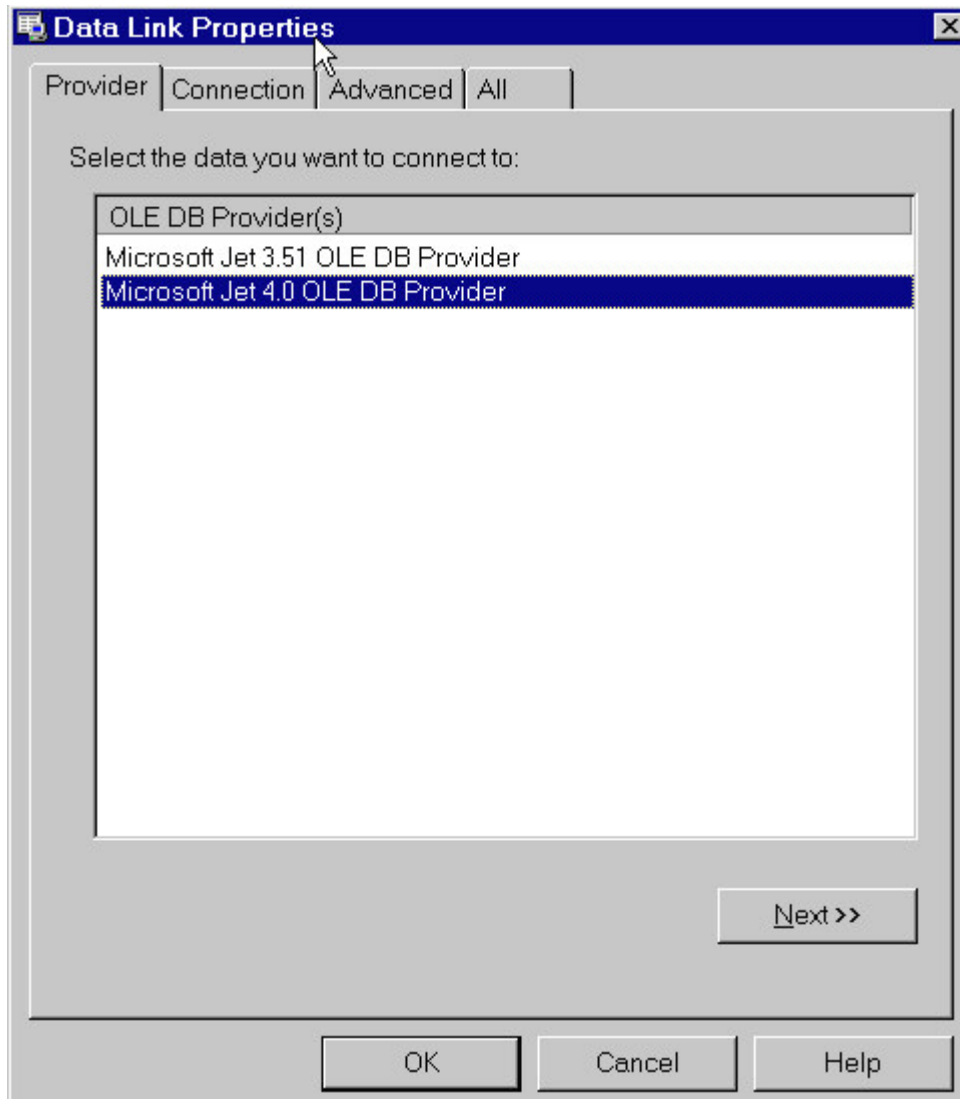 Data Link Properties
Provider Connection Advanced All
Select the data you want to connect to:
OLE DB Provider(s)
Microsoft Jet 3.51 OLE DB Provider
Microsoft Jet 4.0 OLE DB Provider
Next >>
OK Cancel Help